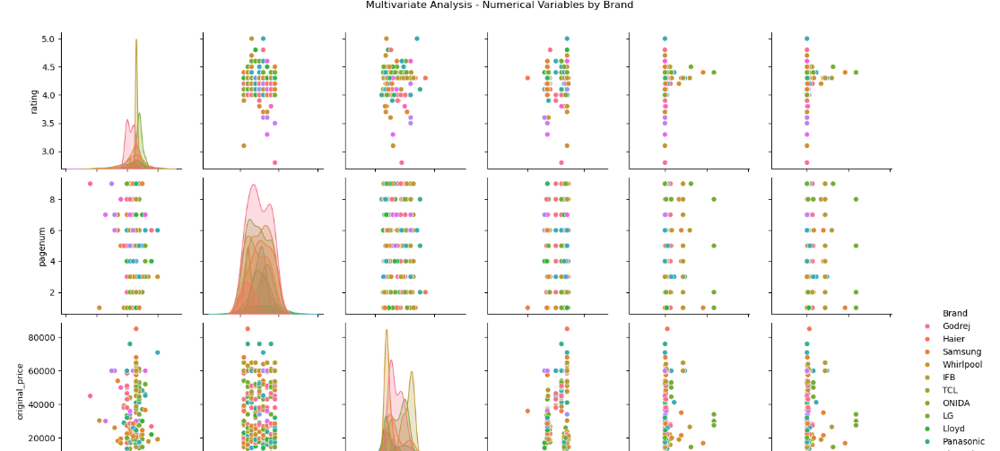 Multivariate Analysis - Numerical Variables by Brand
5.0
4.5
4.0
3.5
3.0
rating
8
6
4
2
pagenum
80000
60000
40000
20000
original_price
Brand
Godrej
Haier
Samsung
Whirlpool
IFB
TCL
ONIDA
LG
Lloyd
Panasonic